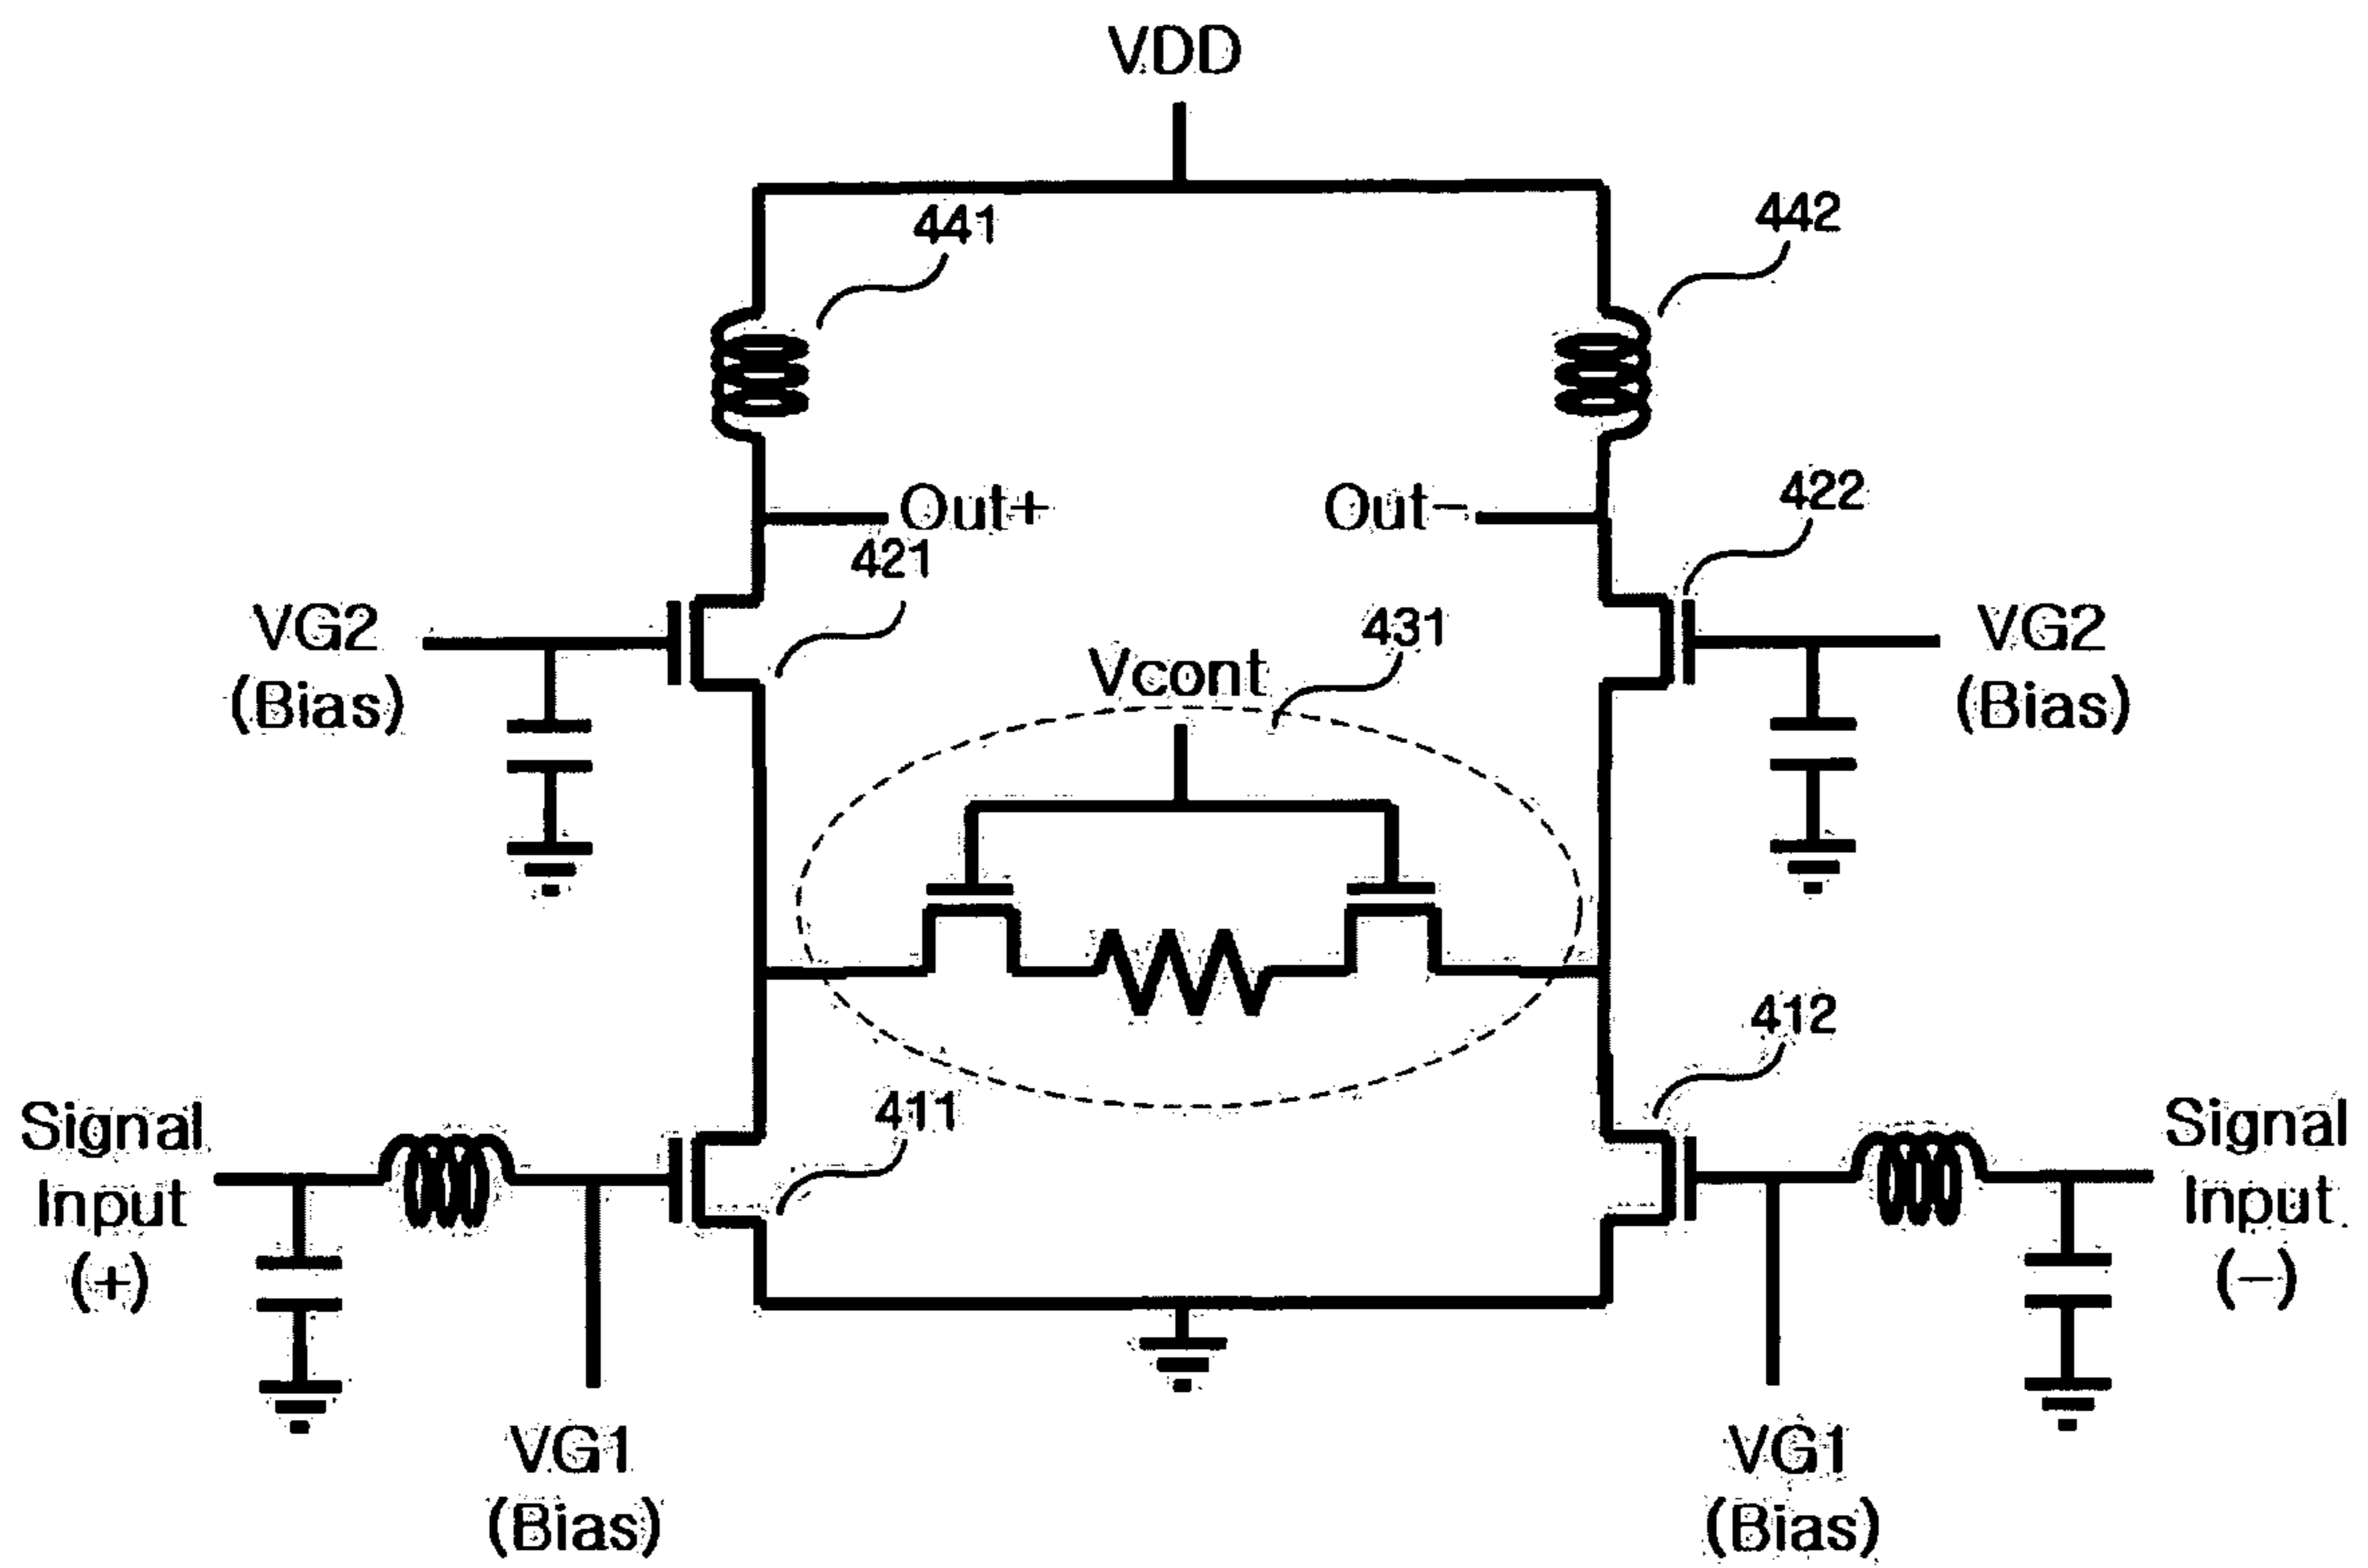 VDD
441
442
Out+
Out-
421
422
VG2
(Bias)
431
Vcont
VG2
(Bias)
412
411
Signal
Input
(+)
Signal
Input
(-)
VG1
(Bias)
VG1
(Bias)